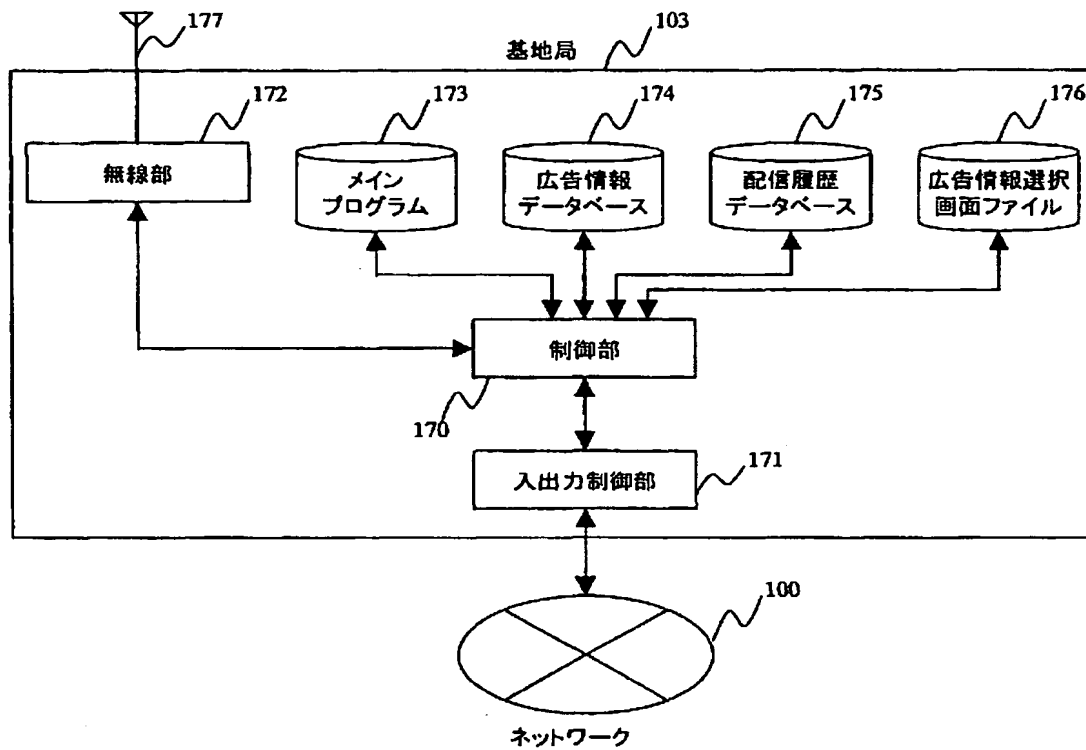 177
基地局
103
172
173
174
175
176
無線部
メイン
プログラム
広告情報
データベース
配信履歴
データベース
広告情報選択
画面ファイル
制御部
170
入出力制御部
171
100
ネットワーク